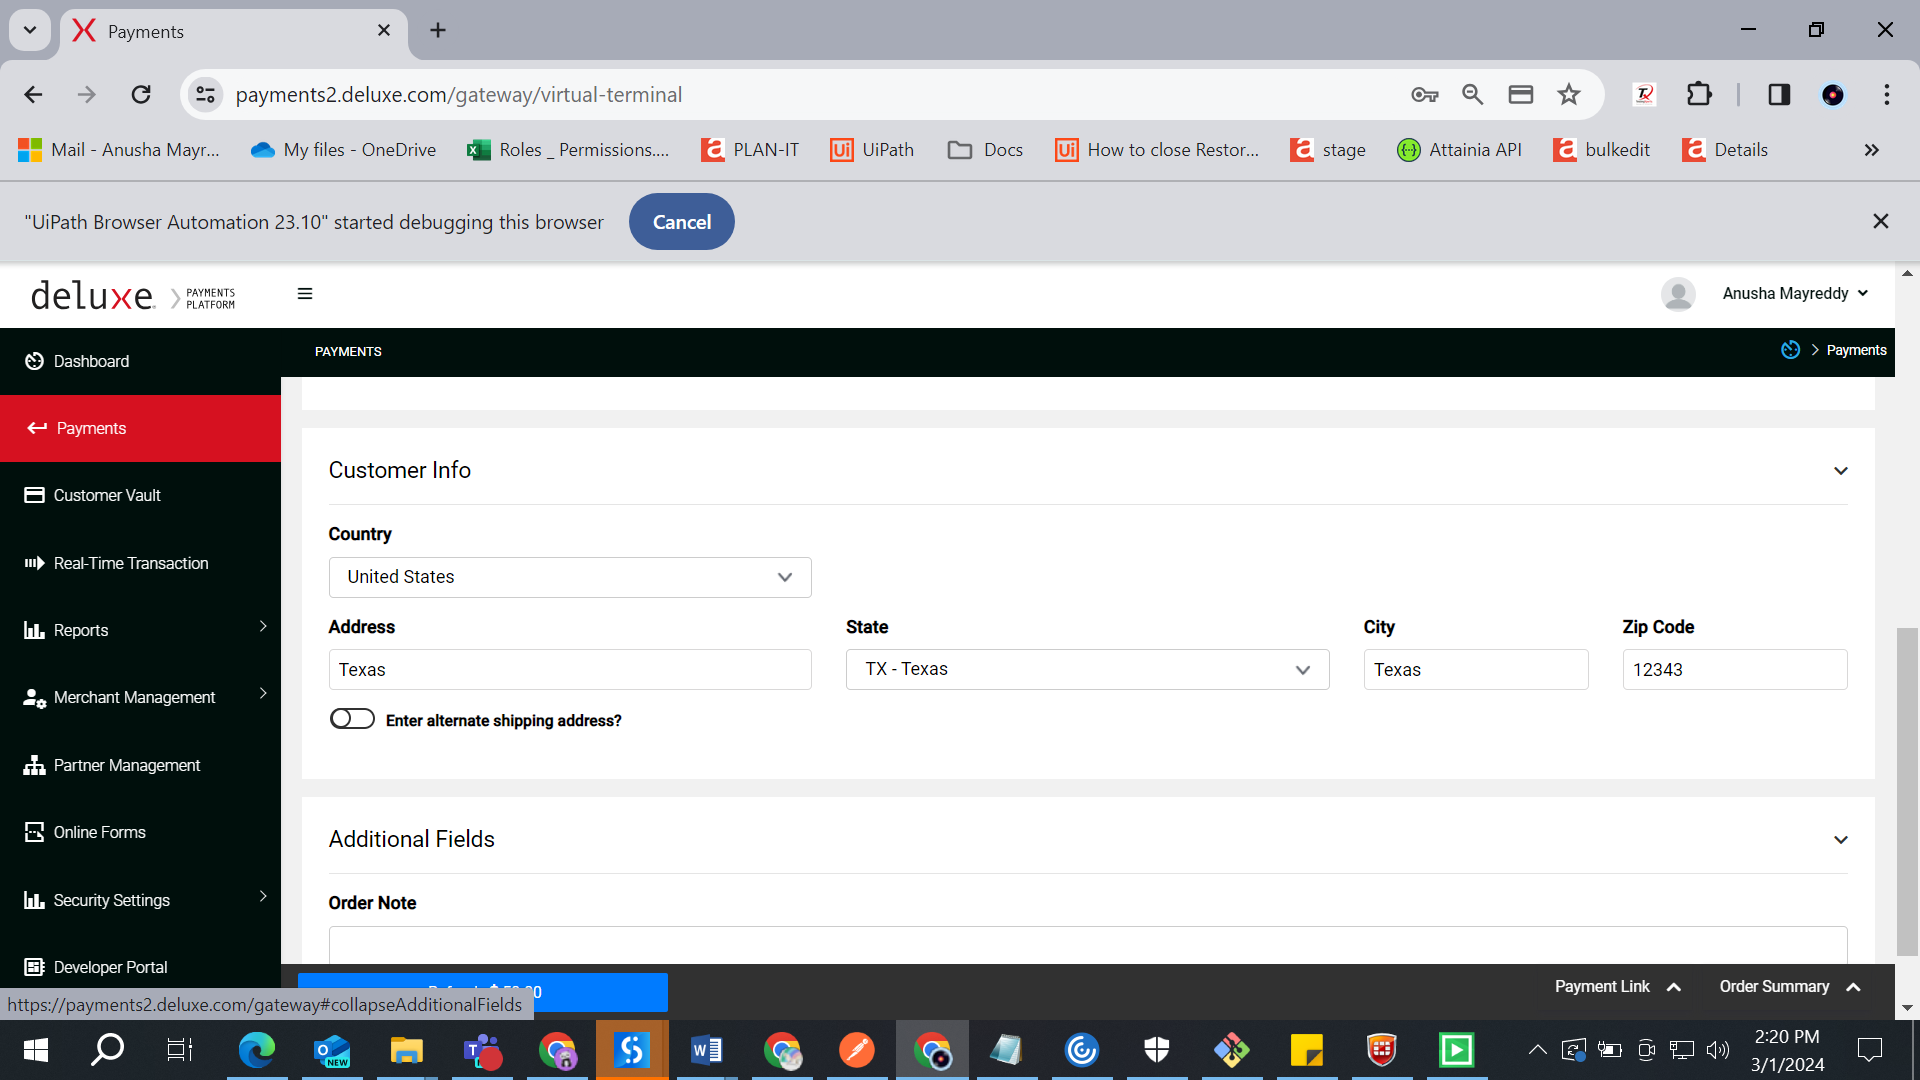 Payments
payments2.deluxe.com/gateway/virtual-terminal
Mail - Anusha Mayr...
My files - OneDrive
Roles _ Permissions....
PLAN-IT
UiPath
Docs
How to close Restor...
stage
Attainia API
bulkedit
Details
"UiPath Browser Automation 23.10" started debugging this browser
Cancel
deluxe.
PAYMENTS
PLATFORM
Anusha Mayreddy
Dashboard
Payments
Customer Vault
Real-Time Transaction
Reports
Merchant Management
Partner Management
Online Forms
Security Settings
Developer Portal
PAYMENTS
Payments
Customer Info
Country
United States
Address
State
City
Zip Code
Texas
TX - Texas
Texas
12343
Enter alternate shipping address?
Additional Fields
Order Note
Payment Link
Order Summary
https://payments2.deluxe.com/gateway#collapseAdditionalFields
NEW
2:20 PM
3/1/2024